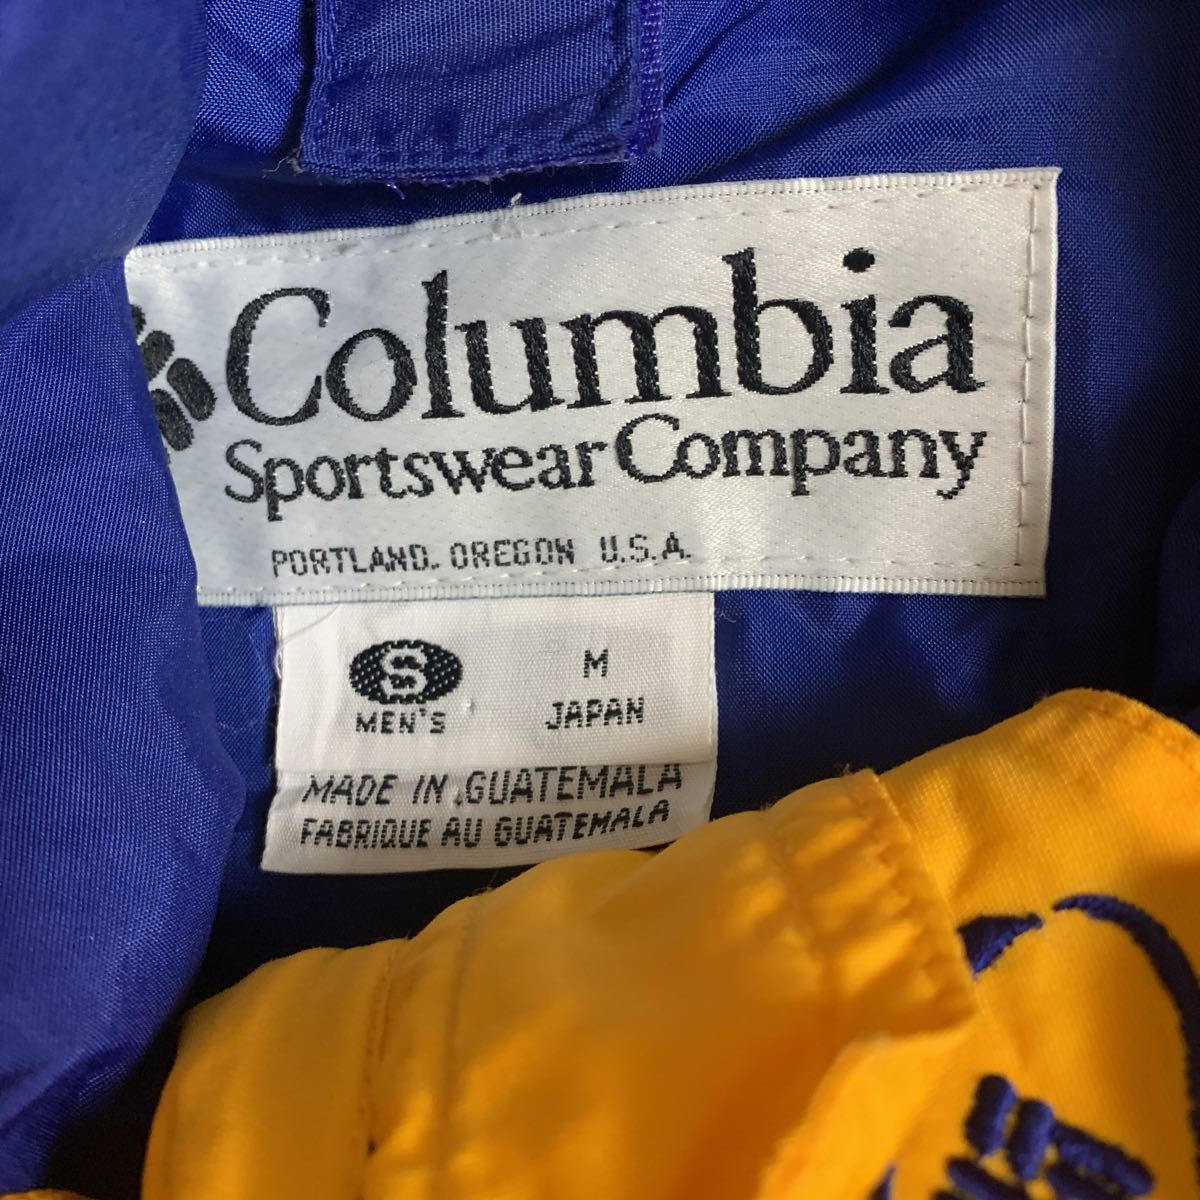 Columbia
Sportswear Company
PORTLAND. OREGON U.S.A.
S M
MEN'S JAPAN
MADE IN GUATEMALA
FABRIQUE AU GUATEMALA